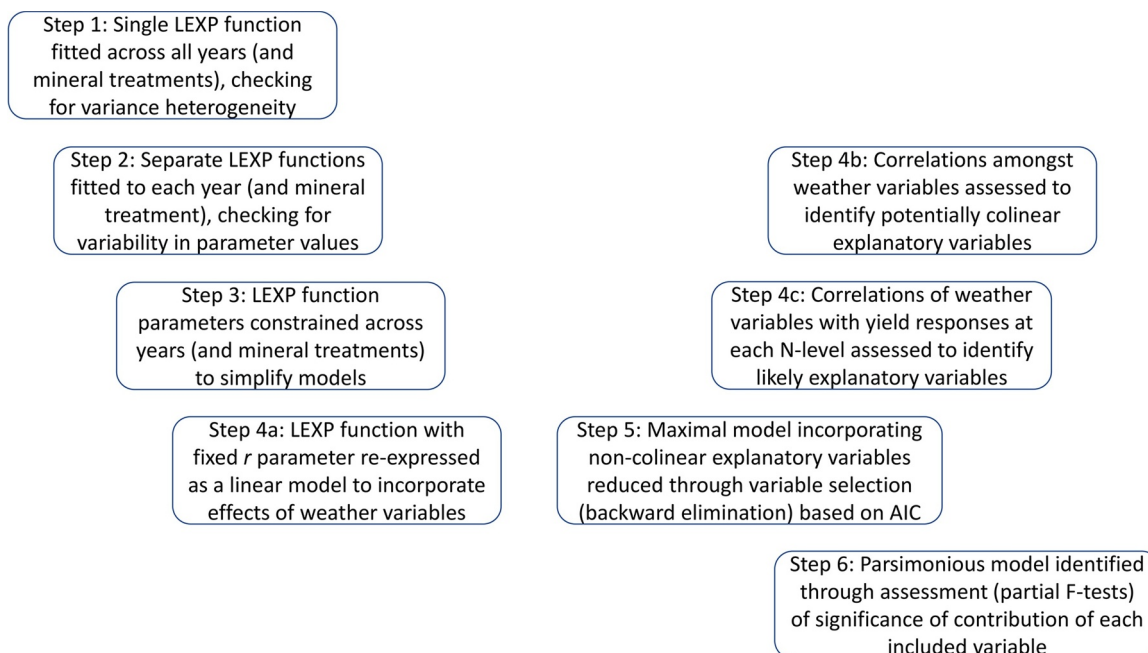 Step 1: Single LEXP function
fitted across all years (and
mineral treatments), checking
for variance heterogeneity
Step 2: Separate LEXP functions
fitted to each year (and mineral
treatment), checking for
variability in parameter values
Step 3: LEXP function
parameters constrained across
years (and mineral treatments)
to simplify models
Step 4a: LEXP function with
fixed r parameter re-expressed
as a linear model to incorporate
effects of weather variables
Step 4b: Correlations amongst
weather variables assessed to
identify potentially colinear
explanatory variables
Step 4c: Correlations of weather
variables with yield responses at
each N-level assessed to identify
likely explanatory variables
Step 5: Maximal model incorporating
non-colinear explanatory variables
reduced through variable selection
(backward elimination) based on AIC
Step 6: Parsimonious model identified
through assessment (partial F-tests)
of significance of contribution of each
included variable